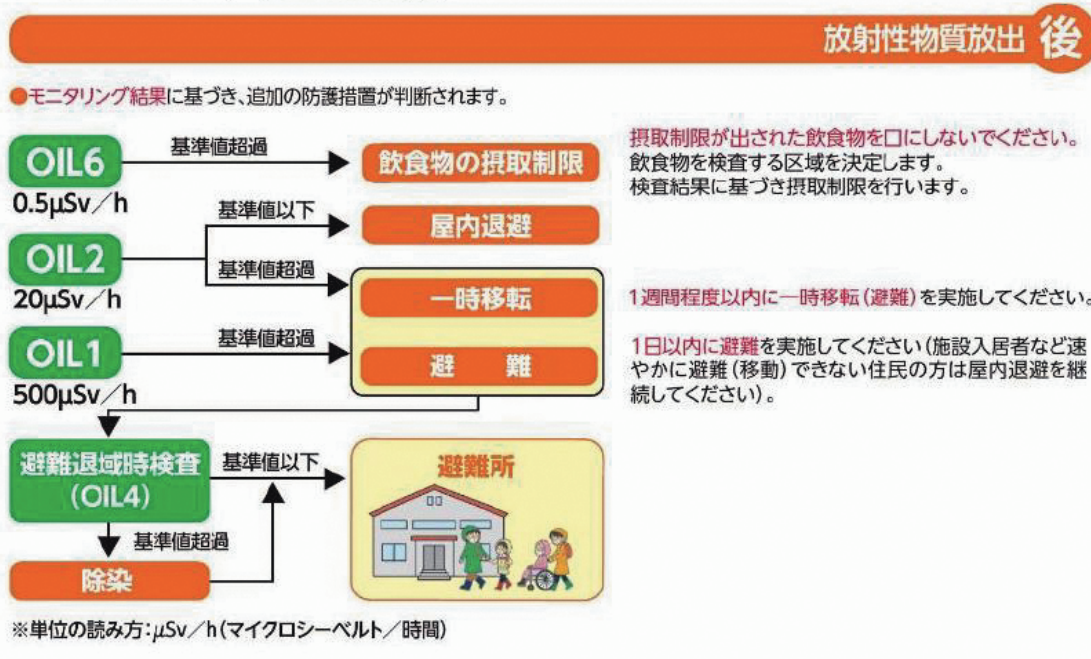 放射性物質放出 後
●モニタリング結果に基づき、追加の防護措置が判断されます。
OIL6
0.5μSv／h
基準値超過
飲食物の摂取制限
摂取制限が出された飲食物を口にしないでください。
飲食物を検査する区域を決定します。
検査結果に基づき摂取制限を行います。
OIL2
20μSv／h
基準値以下
屋内退避
基準値超過
一時移転
1週間程度以内に一時移転（避難）を実施してください。
OIL1
500μSv／h
基準値超過
避 難
1日以内に避難を実施してください（施設入居者など速
やかに避難（移動）できない住民の方は屋内退避を継
続してください）。
避難退域時検査
（OIL4）
基準値以下
避難所
基準値超過
除染
※単位の読み方：μSv／h（マイクロシーベルト／時間）